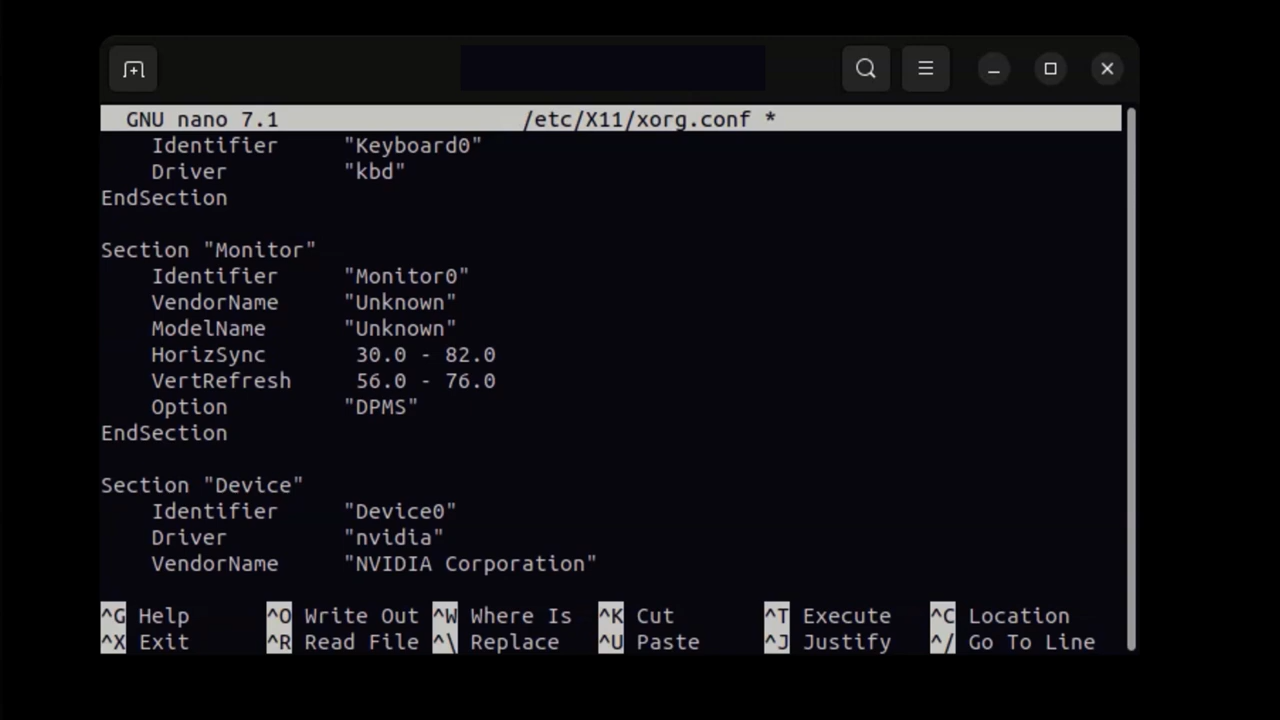 GNU nano 7.1 /etc/X11/xorg.conf *
Identifier "Keyboard0"
Driver "kbd"
EndSection
Section "Monitor"
Identifier "Monitor0"
VendorName "Unknown"
ModelName "Unknown"
HorizSync 30.0 - 82.0
VertRefresh 56.0 - 76.0
Option "DPMS"
EndSection
Section "Device"
Identifier "Device0"
Driver "nvidia"
VendorName "NVIDIA Corporation"
^G Help ^O Write Out ^W Where Is ^K Cut ^T Execute ^C Location
^X Exit ^R Read File ^\ Replace ^U Paste ^J Justify ^/ Go To Line